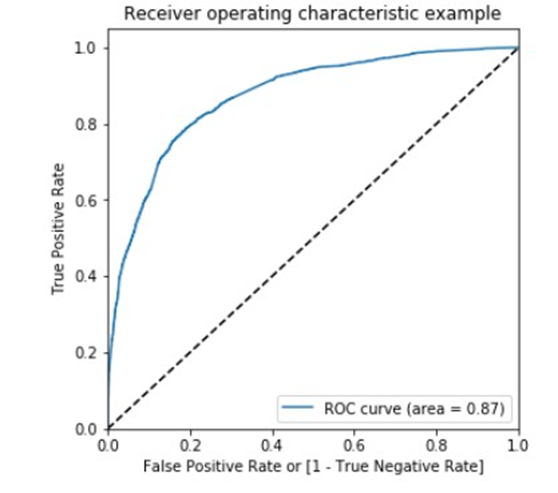 Receiver operating characteristic example
1.0
0.8
0.6
0.4
0.2
0.0
True Positive Rate
ROC curve (area = 0.87)
0.0 0.2 0.4 0.6 0.8 1.0
False Positive Rate or [1 - True Negative Rate]